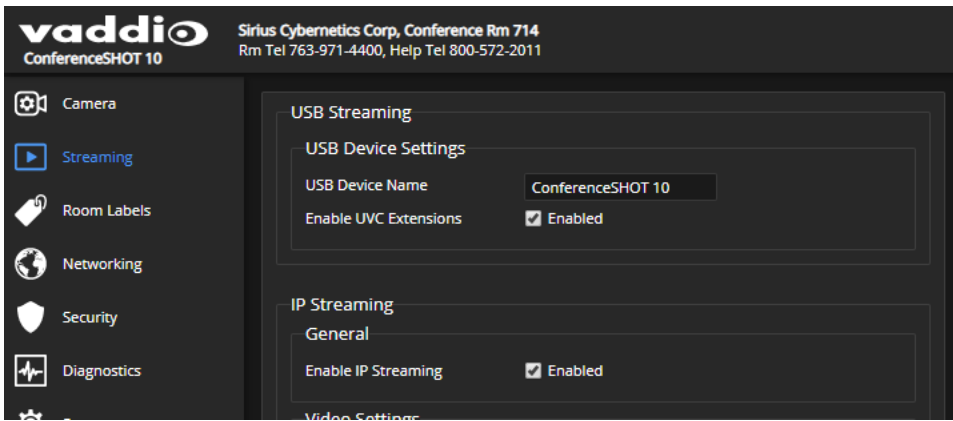 vaddio
ConferenceSHOT 10
Sirius Cybernetics Corp, Conference Rm 714
Rm Tel 763-971-4400, Help Tel 800-572-2011
Camera
Streaming
Room Labels
Networking
Security
Diagnostics
USB Streaming
USB Device Settings
USB Device Name ConferenceSHOT 10
Enable UVC Extensions Enabled
IP Streaming
General
Enable IP Streaming Enabled
Video Settings